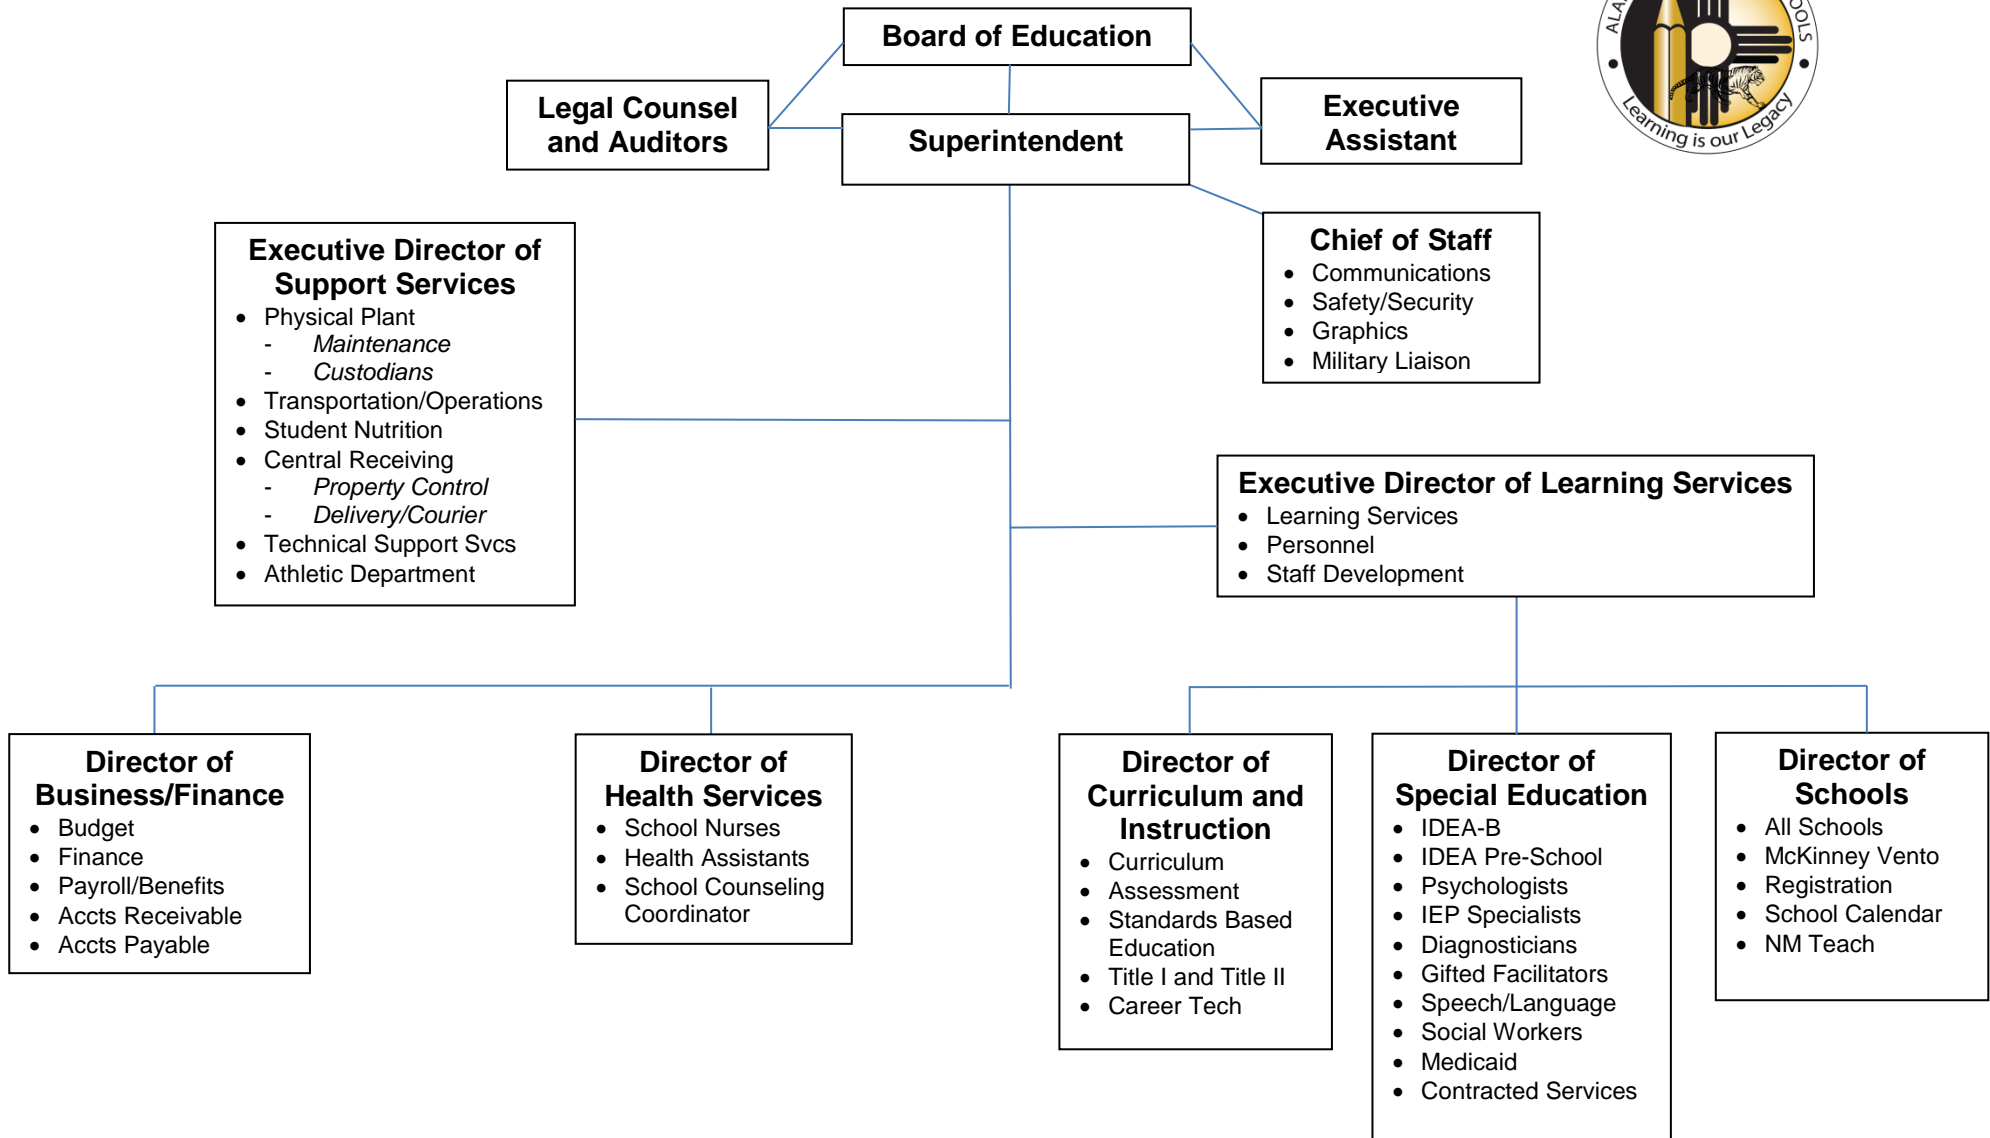 Board of Education
Legal Counsel
and Auditors
Superintendent
Executive
Assistant
OOLS
Learning is our Legacy
Chief of Staff
• Communications
• Safety/Security
• Graphics
• Military Liaison
Executive Director of
Support Services
• Physical Plant
- Maintenance
- Custodians
• Transportation/Operations
• Student Nutrition
• Central Receiving
- Property Control
- Delivery/Courier
• Technical Support Svcs
• Athletic Department
Executive Director of Learning Services
• Learning Services
• Personnel
• Staff Development
Director of
Business/Finance
• Budget
• Finance
• Payroll/Benefits
• Accts Receivable
• Accts Payable
Director of
Health Services
• School Nurses
• Health Assistants
• School Counseling
Coordinator
Director of
Curriculum and
Instruction
• Curriculum
• Assessment
• Standards Based
Education
• Title I and Title II
• Career Tech
Director of
Special Education
• IDEA-B
• IDEA Pre-School
• Psychologists
• IEP Specialists
• Diagnosticians
• Gifted Facilitators
• Speech/Language
• Social Workers
• Medicaid
• Contracted Services
Director of
Schools
• All Schools
• McKinney Vento
• Registration
• School Calendar
• NM Teach